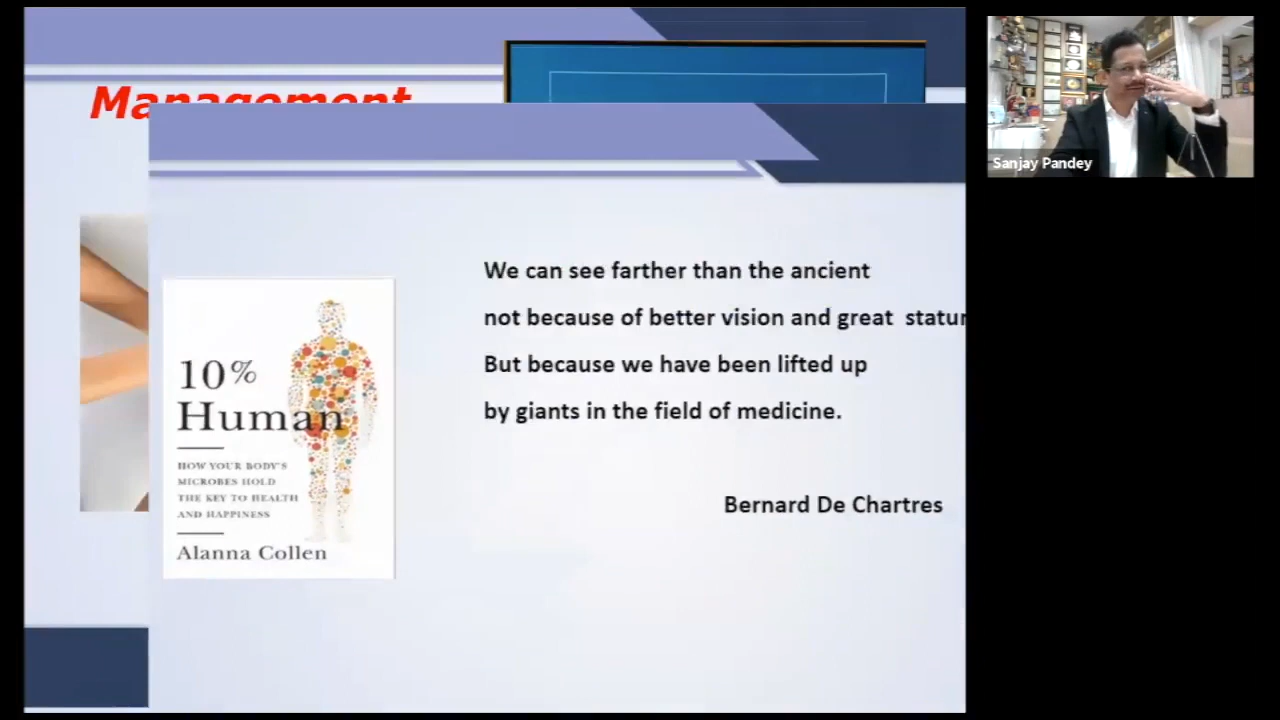 Management
We can see farther than the ancient
not because of better vision and great statur
But because we have been lifted up
by giants in the field of medicine.
Bernard De Chartres
10%
Human
HOW YOUR BODY'S
MICROBES HOLD
THE KEY TO HEALTH
AND HAPPINESS
Alanna Collen
Sanjay Pandey